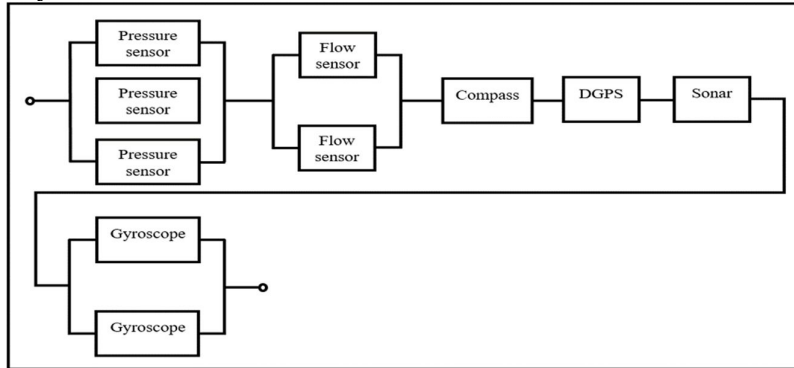 Pressure
sensor
Pressure
sensor
Pressure
sensor
Flow
sensor
Flow
sensor
Compass
DGPS
Sonar
Gyroscope
Gyroscope